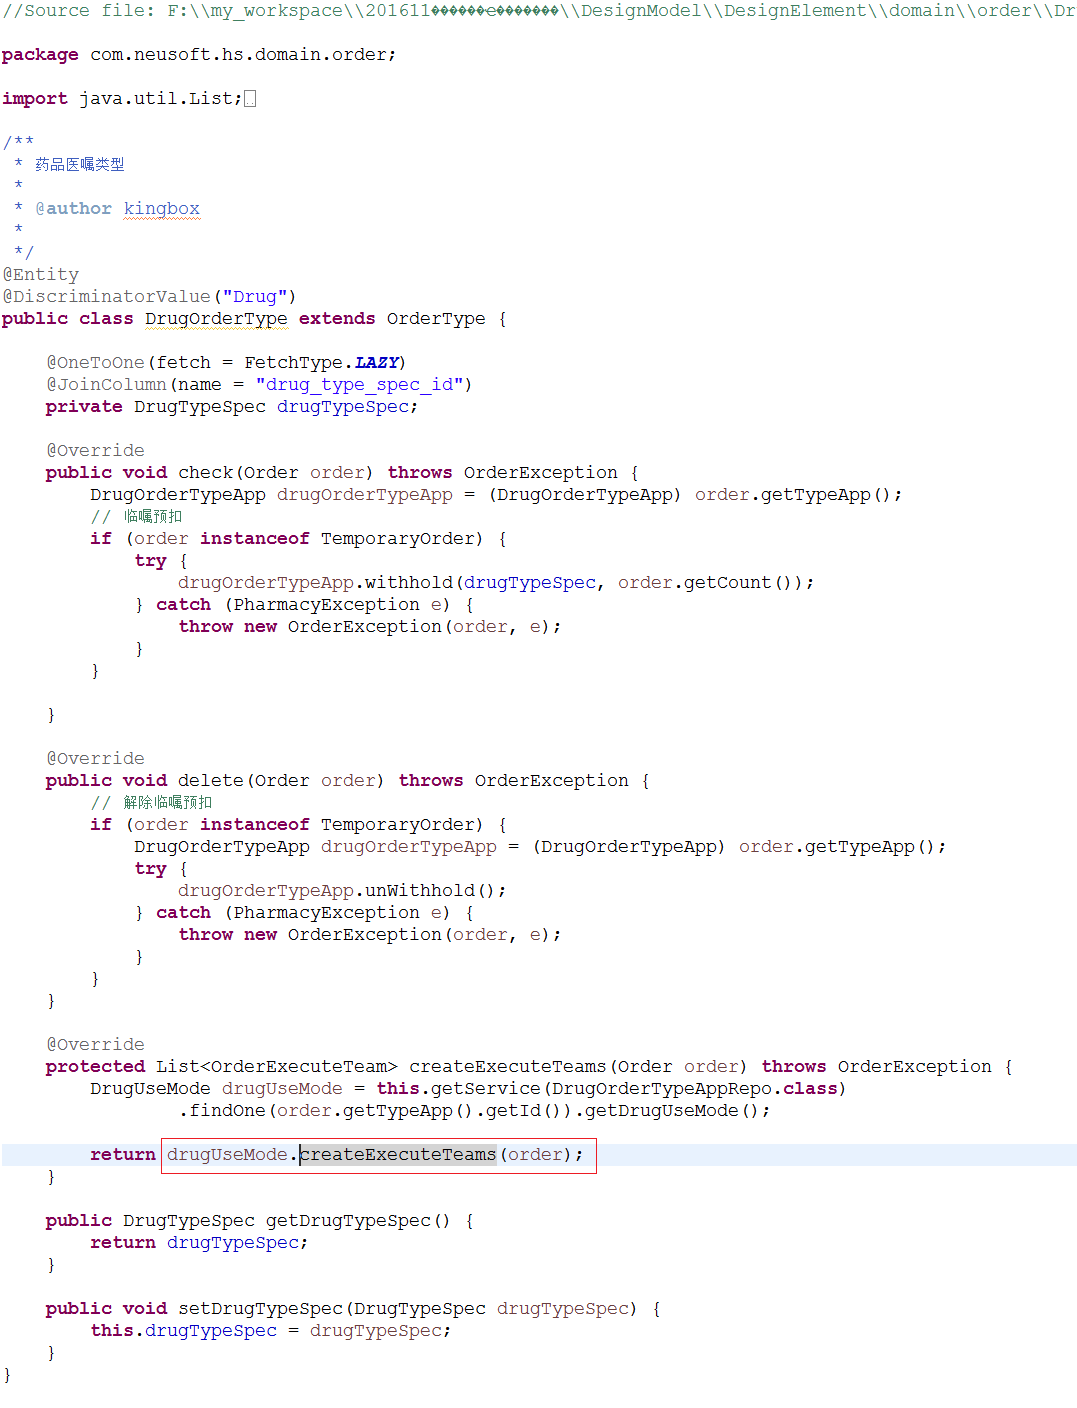 //Source file: F:\\my_workspace\\201611������e�������\\DesignModel\\DesignElement\\domain\\order\\Dr
package com.neusoft.hs.domain.order;
import java.util.List;
/**
 * 药品医嘱类型
 *
 * @author kingbox
 *
 */
@Entity
@DiscriminatorValue("Drug")
public class DrugOrderType extends OrderType {
    @OneToOne(fetch = FetchType.LAZY)
    @JoinColumn(name = "drug_type_spec_id")
    private DrugTypeSpec drugTypeSpec;
    @Override
    public void check(Order order) throws OrderException {
        DrugOrderTypeApp drugOrderTypeApp = (DrugOrderTypeApp) order.getTypeApp();
        // 临嘱预扣
        if (order instanceof TemporaryOrder) {
            try {
                drugOrderTypeApp.withhold(drugTypeSpec, order.getCount());
            } catch (PharmacyException e) {
                throw new OrderException(order, e);
            }
        }
    }
    @Override
    public void delete(Order order) throws OrderException {
        // 解除临嘱预扣
        if (order instanceof TemporaryOrder) {
            DrugOrderTypeApp drugOrderTypeApp = (DrugOrderTypeApp) order.getTypeApp();
            try {
                drugOrderTypeApp.unWithhold();
            } catch (PharmacyException e) {
                throw new OrderException(order, e);
            }
        }
    }
    @Override
    protected List<OrderExecuteTeam> createExecuteTeams(Order order) throws OrderException {
        DrugUseMode drugUseMode = this.getService(DrugOrderTypeAppRepo.class)
                .findOne(order.getTypeApp().getId()).getDrugUseMode();
        return drugUseMode.createExecuteTeams(order);
    }
    public DrugTypeSpec getDrugTypeSpec() {
        return drugTypeSpec;
    }
    public void setDrugTypeSpec(DrugTypeSpec drugTypeSpec) {
        this.drugTypeSpec = drugTypeSpec;
    }
}